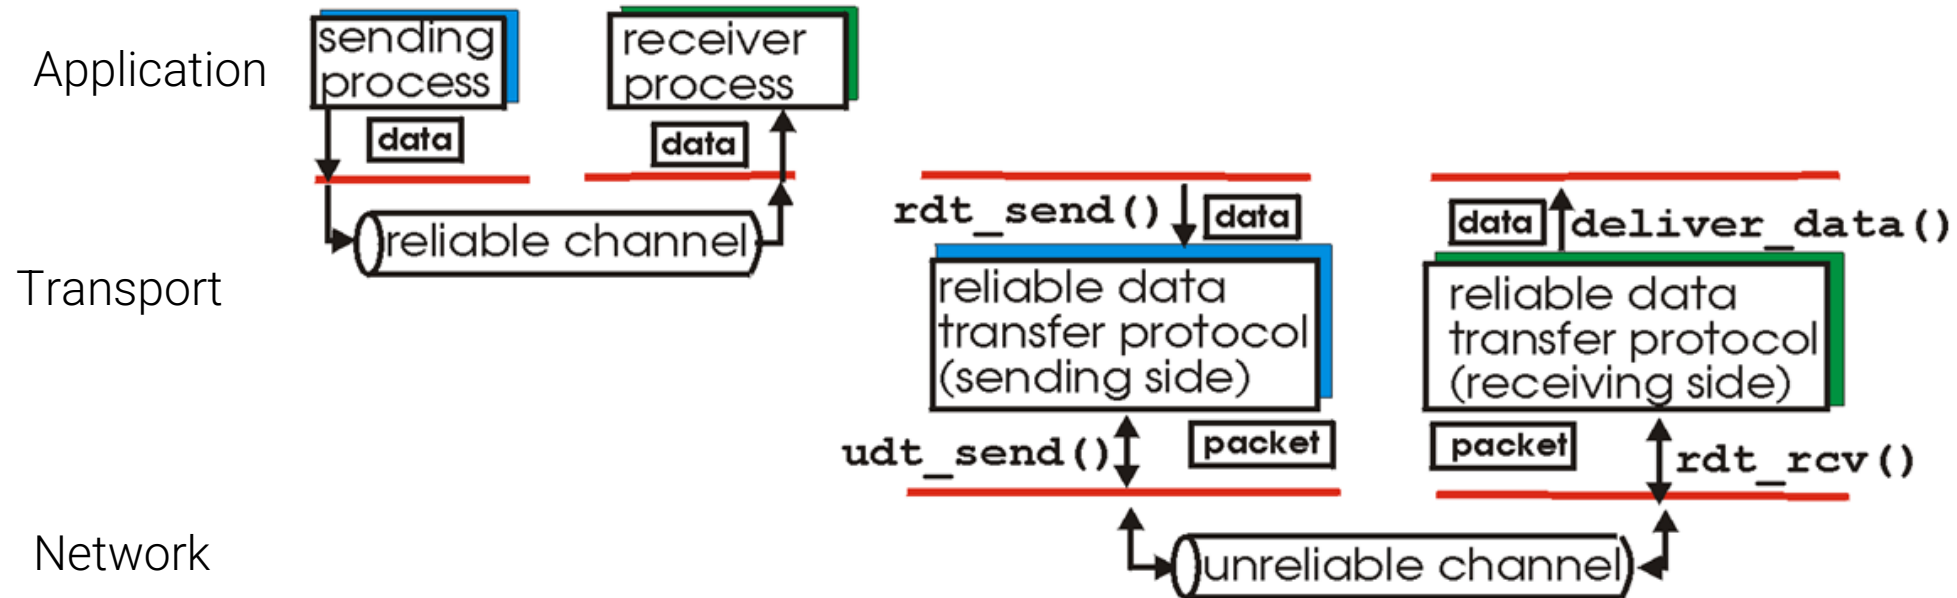 Application
sending
process
receiver
process
data
data
reliable channel
Transport
rdt_send()
data
data
deliver_data()
reliable data
transfer protocol
(sending side)
reliable data
transfer protocol
(receiving side)
udt_send()
packet
packet
rdt_rcv()
Network
unreliable channel